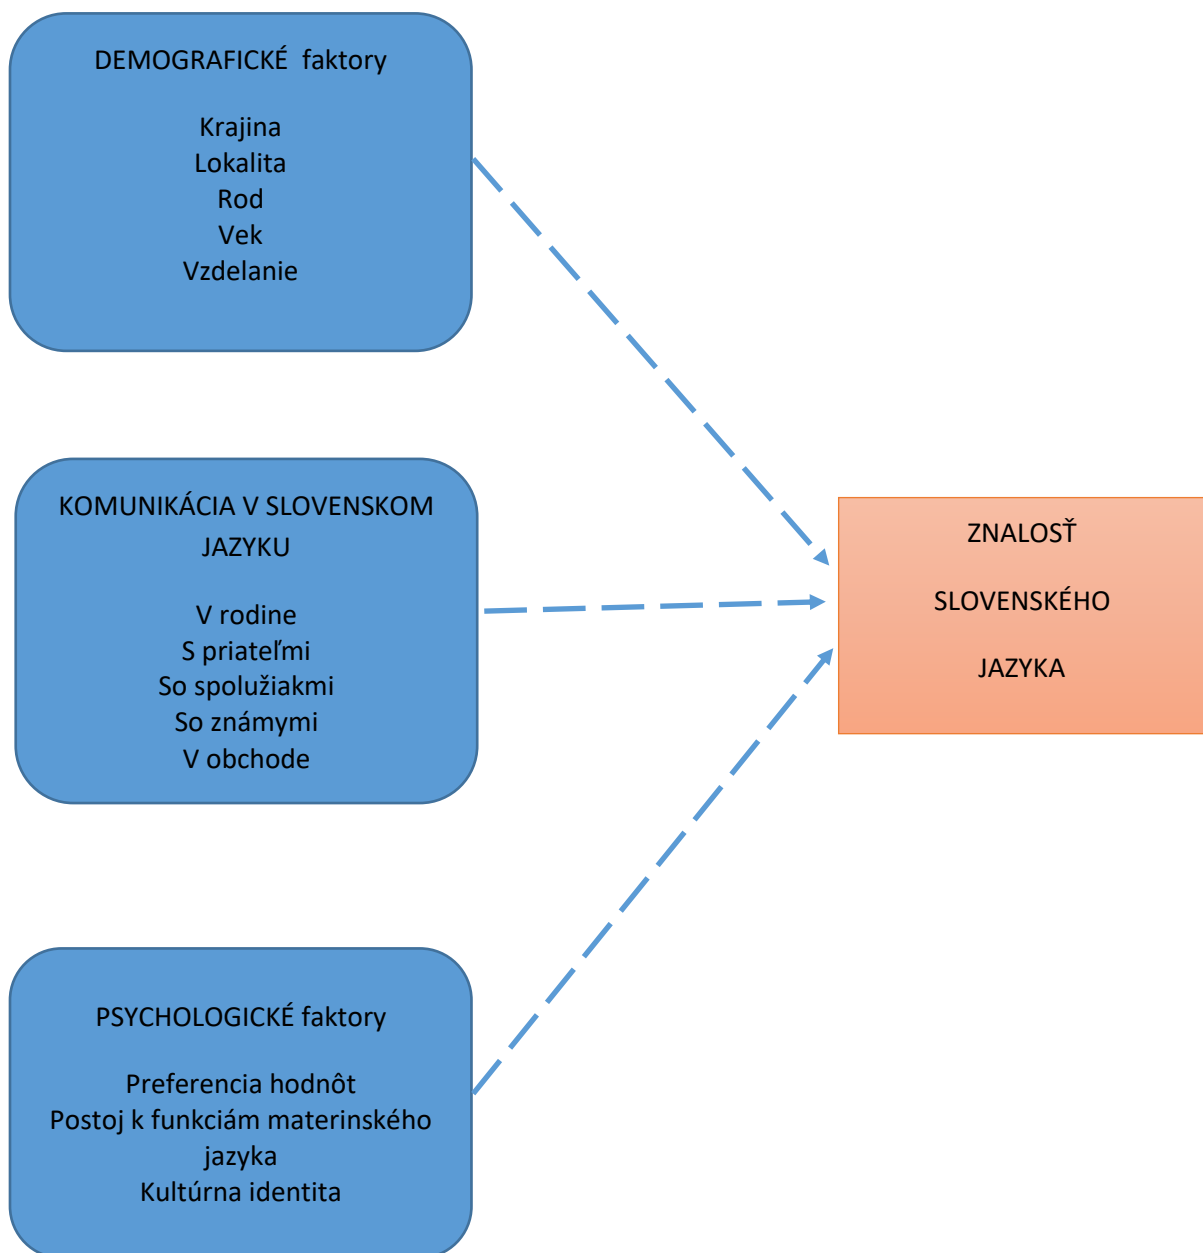 DEMOGRAFICKÉ faktory
Krajina
Lokalita
Rod
Vek
Vzdelanie
KOMUNIKÁCIA V SLOVENSKOM
JAZYKU
V rodine
S priateľmi
So spolužiakmi
So známymi
V obchode
ZNALOSŤ
SLOVENSKÉHO
JAZYKA
PSYCHOLOGICKÉ faktory
Preferencia hodnôt
Postoj k funkciám materinského
jazyka
Kultúrna identita